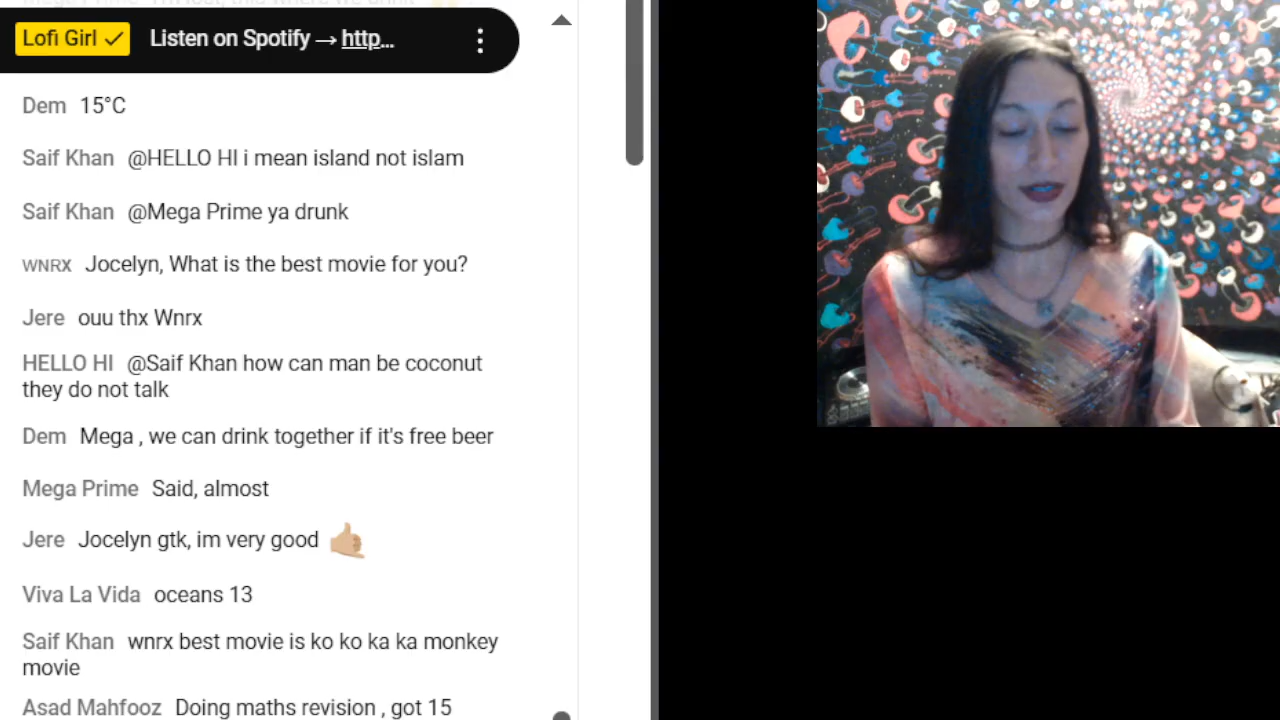 Lofi Girl ✓ Listen on Spotify → http...
Dem 15°C
Saif Khan @HELLO HI i mean island not islam
Saif Khan @Mega Prime ya drunk
WNRX Jocelyn, What is the best movie for you?
Jere ouu thx Wnrx
HELLO HI @Saif Khan how can man be coconut
they do not talk
Dem Mega , we can drink together if it's free beer
Mega Prime Said, almost
Jere Jocelyn gtk, im very good 🤙🏼
Viva La Vida oceans 13
Saif Khan wnrx best movie is ko ko ka ka monkey
movie
Asad Mahfooz Doing maths revision , got 15